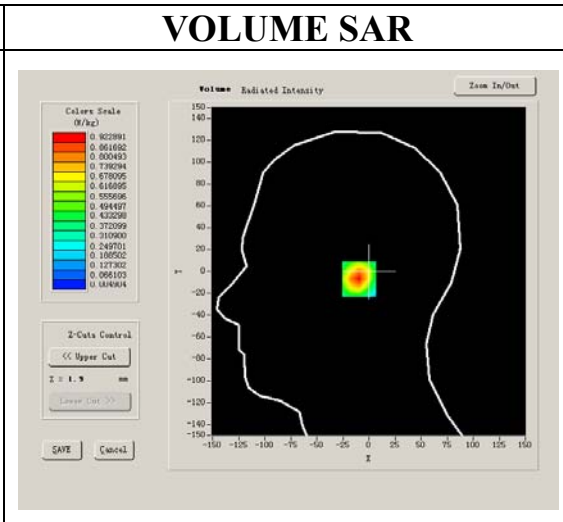 VOLUME SAR
Volume Radiated Intensity
Zoom In/Out
Colors Scale
(W/kg)
0.922891
0.861692
0.800493
0.739294
0.678095
0.616895
0.555696
0.494497
0.433298
0.372099
0.310900
0.249701
0.188502
0.127302
0.066103
0.004904
150
140
120
100
80
60
40
20
0
-20
-40
-60
-80
-100
-120
-140
-150
Y
-150 -125 -100 -75 -50 -25 0 25 50 75 100 125 150
X
Z-Cuts Control
<< Upper Cut
Z = 1.9 mm
Lower Cut >>
SAVE
Cancel